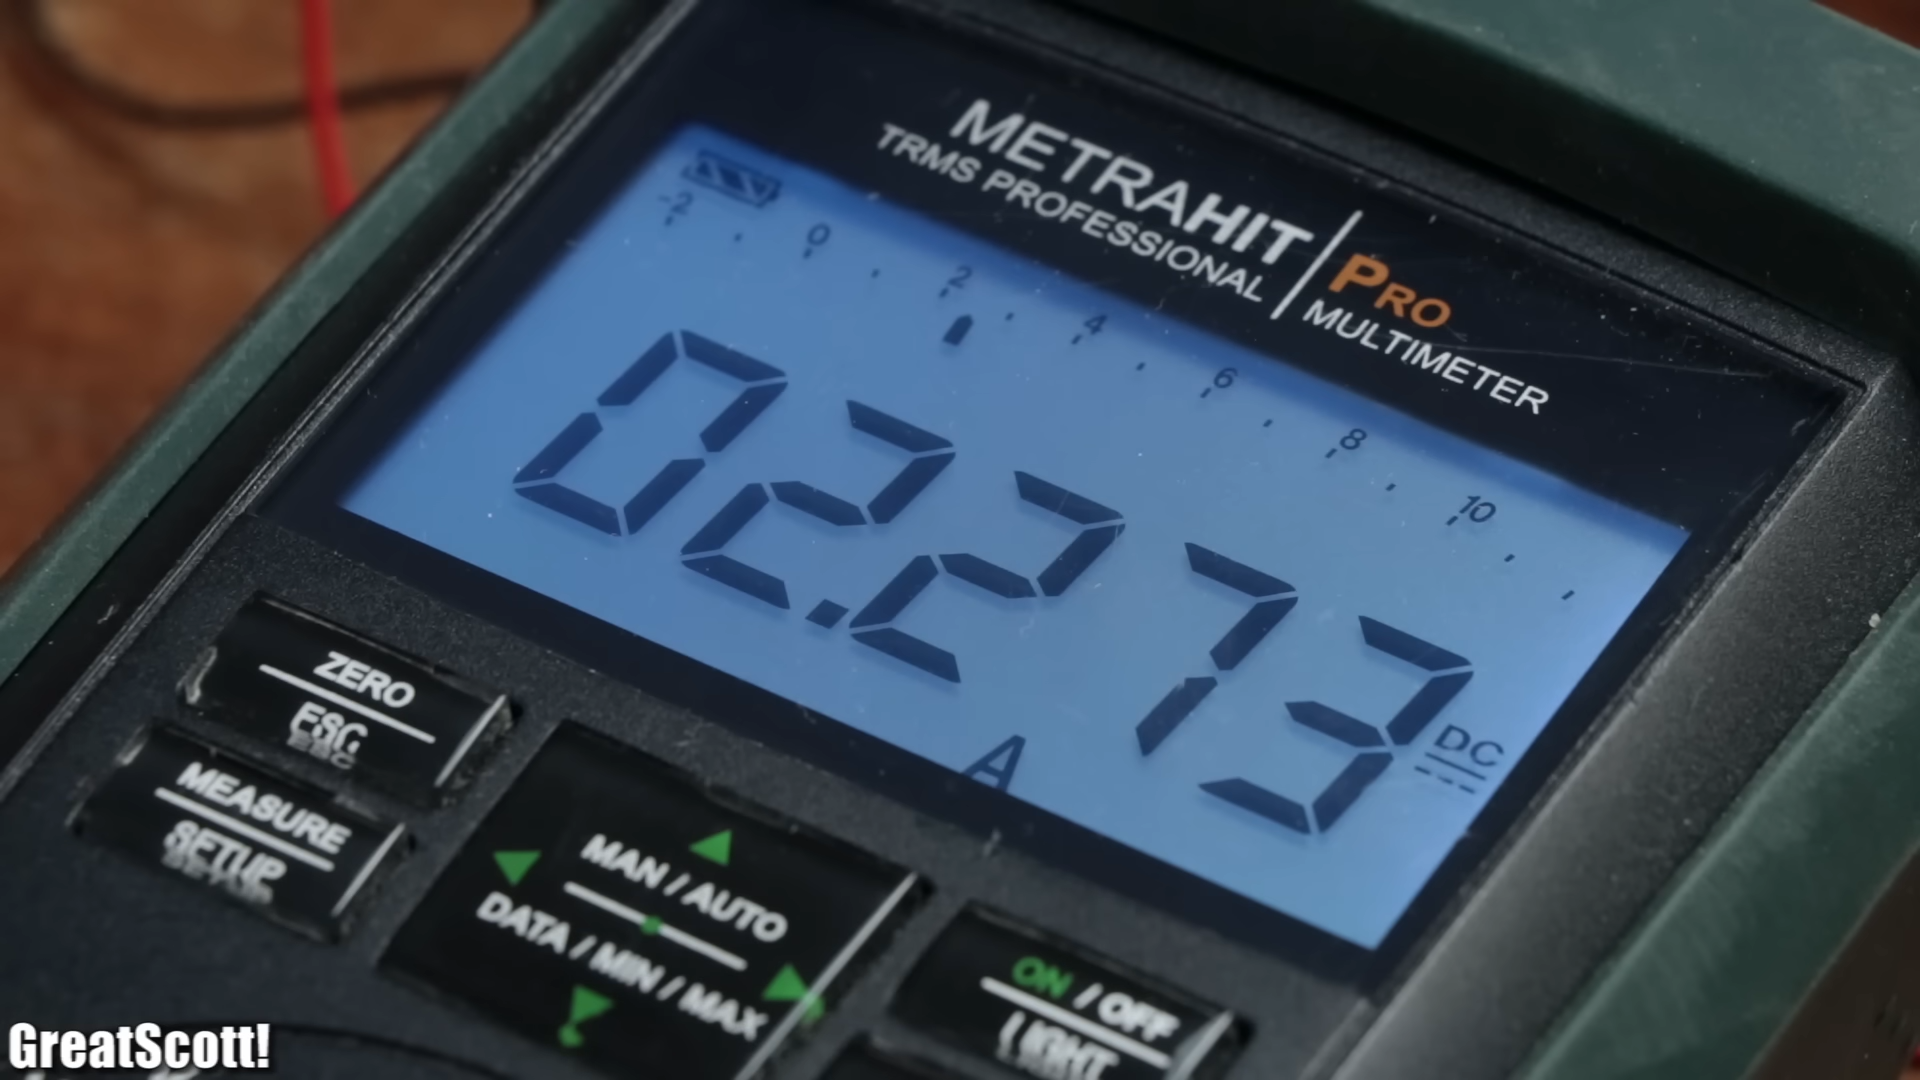 METRAHIT PRO
TRMS PROFESSIONAL MULTIMETER
-2 0 2 4 6 8 10
02.273
A
DC
ZERO
ESC
MEASURE
SETUP
MAN / AUTO
DATA / MIN / MAX
ON / OFF
LIGHT
GreatScott!